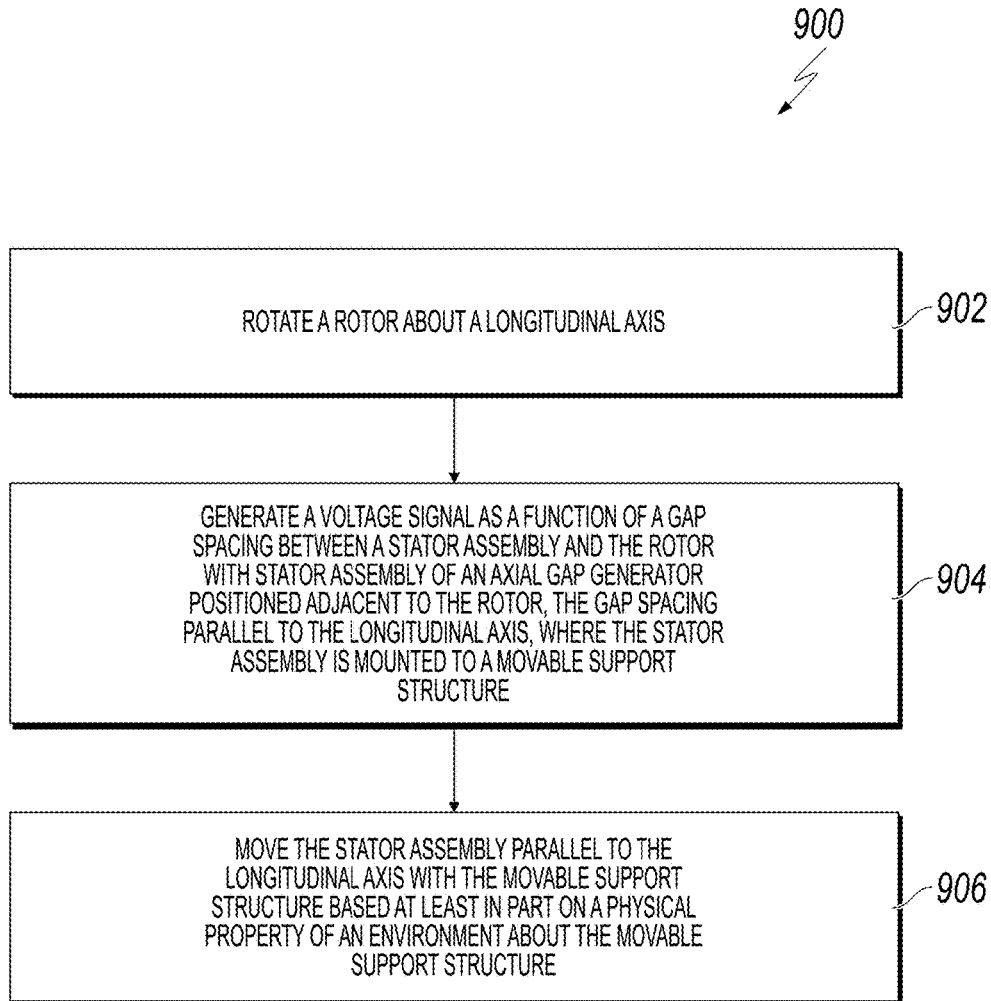 900
ROTATE A ROTOR ABOUT A LONGITUDINAL AXIS
902
GENERATE A VOLTAGE SIGNAL AS A FUNCTION OF A GAP
SPACING BETWEEN A STATOR ASSEMBLY AND THE ROTOR
WITH STATOR ASSEMBLY OF AN AXIAL GAP GENERATOR
POSITIONED ADJACENT TO THE ROTOR, THE GAP SPACING
PARALLEL TO THE LONGITUDINAL AXIS, WHERE THE STATOR
ASSEMBLY IS MOUNTED TO A MOVABLE SUPPORT
STRUCTURE
904
MOVE THE STATOR ASSEMBLY PARALLEL TO THE
LONGITUDINAL AXIS WITH THE MOVABLE SUPPORT
STRUCTURE BASED AT LEAST IN PART ON A PHYSICAL
PROPERTY OF AN ENVIRONMENT ABOUT THE MOVABLE
SUPPORT STRUCTURE
906